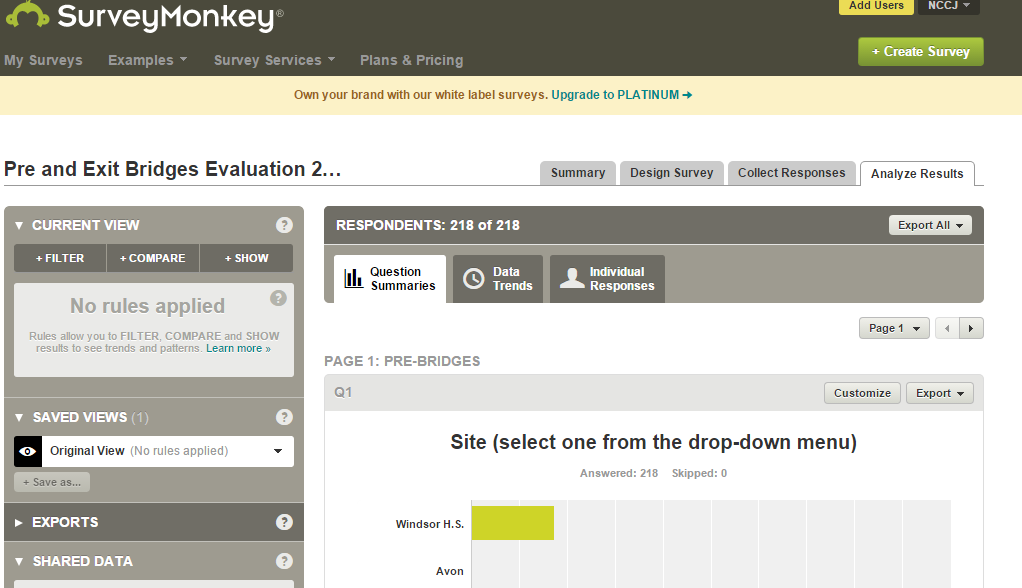 SurveyMonkey®
Add Users
NCCJ
My Surveys
Examples
Survey Services
Plans & Pricing
+ Create Survey
Own your brand with our white label surveys. Upgrade to PLATINUM →
Pre and Exit Bridges Evaluation 2...
Summary
Design Survey
Collect Responses
Analyze Results
CURRENT VIEW
?
+ FILTER
+ COMPARE
+ SHOW
No rules applied
?
Rules allow you to FILTER, COMPARE and SHOW
results to see trends and patterns. Learn more »
SAVED VIEWS (1)
?
Original View (No rules applied)
+ Save as...
EXPORTS
?
SHARED DATA
?
RESPONDENTS: 218 of 218
Export All
Question
Summaries
Data
Trends
Individual
Responses
Page 1
PAGE 1: PRE-BRIDGES
Q1
Customize
Export
Site (select one from the drop-down menu)
Answered: 218 Skipped: 0
Windsor H.S.
Avon